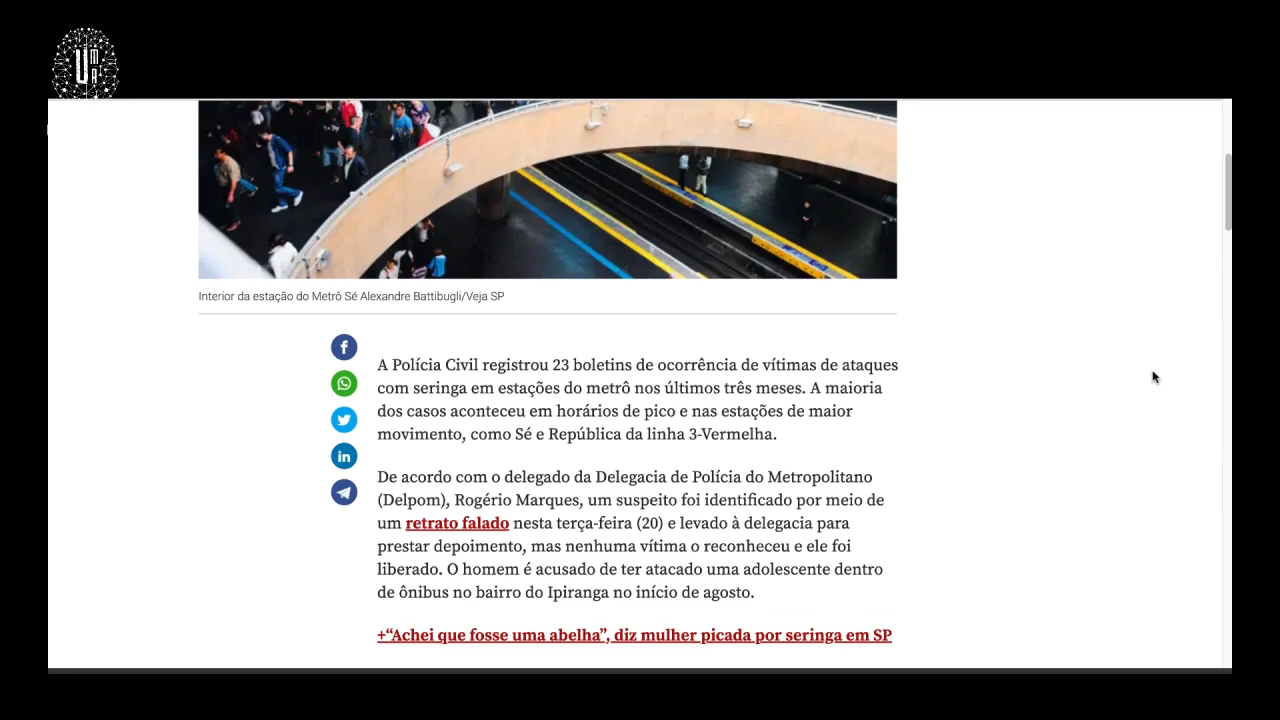 UMA
Interior da estação do Metrô Sé Alexandre Battibugli/Veja SP
A Polícia Civil registrou 23 boletins de ocorrência de vítimas de ataques
com seringa em estações do metrô nos últimos três meses. A maioria
dos casos aconteceu em horários de pico e nas estações de maior
movimento, como Sé e República da linha 3-Vermelha.
De acordo com o delegado da Delegacia de Polícia do Metropolitano
(Delpom), Rogério Marques, um suspeito foi identificado por meio de
um retrato falado nesta terça-feira (20) e levado à delegacia para
prestar depoimento, mas nenhuma vítima o reconheceu e ele foi
liberado. O homem é acusado de ter atacado uma adolescente dentro
de ônibus no bairro do Ipiranga no início de agosto.
+“Achei que fosse uma abelha”, diz mulher picada por seringa em SP